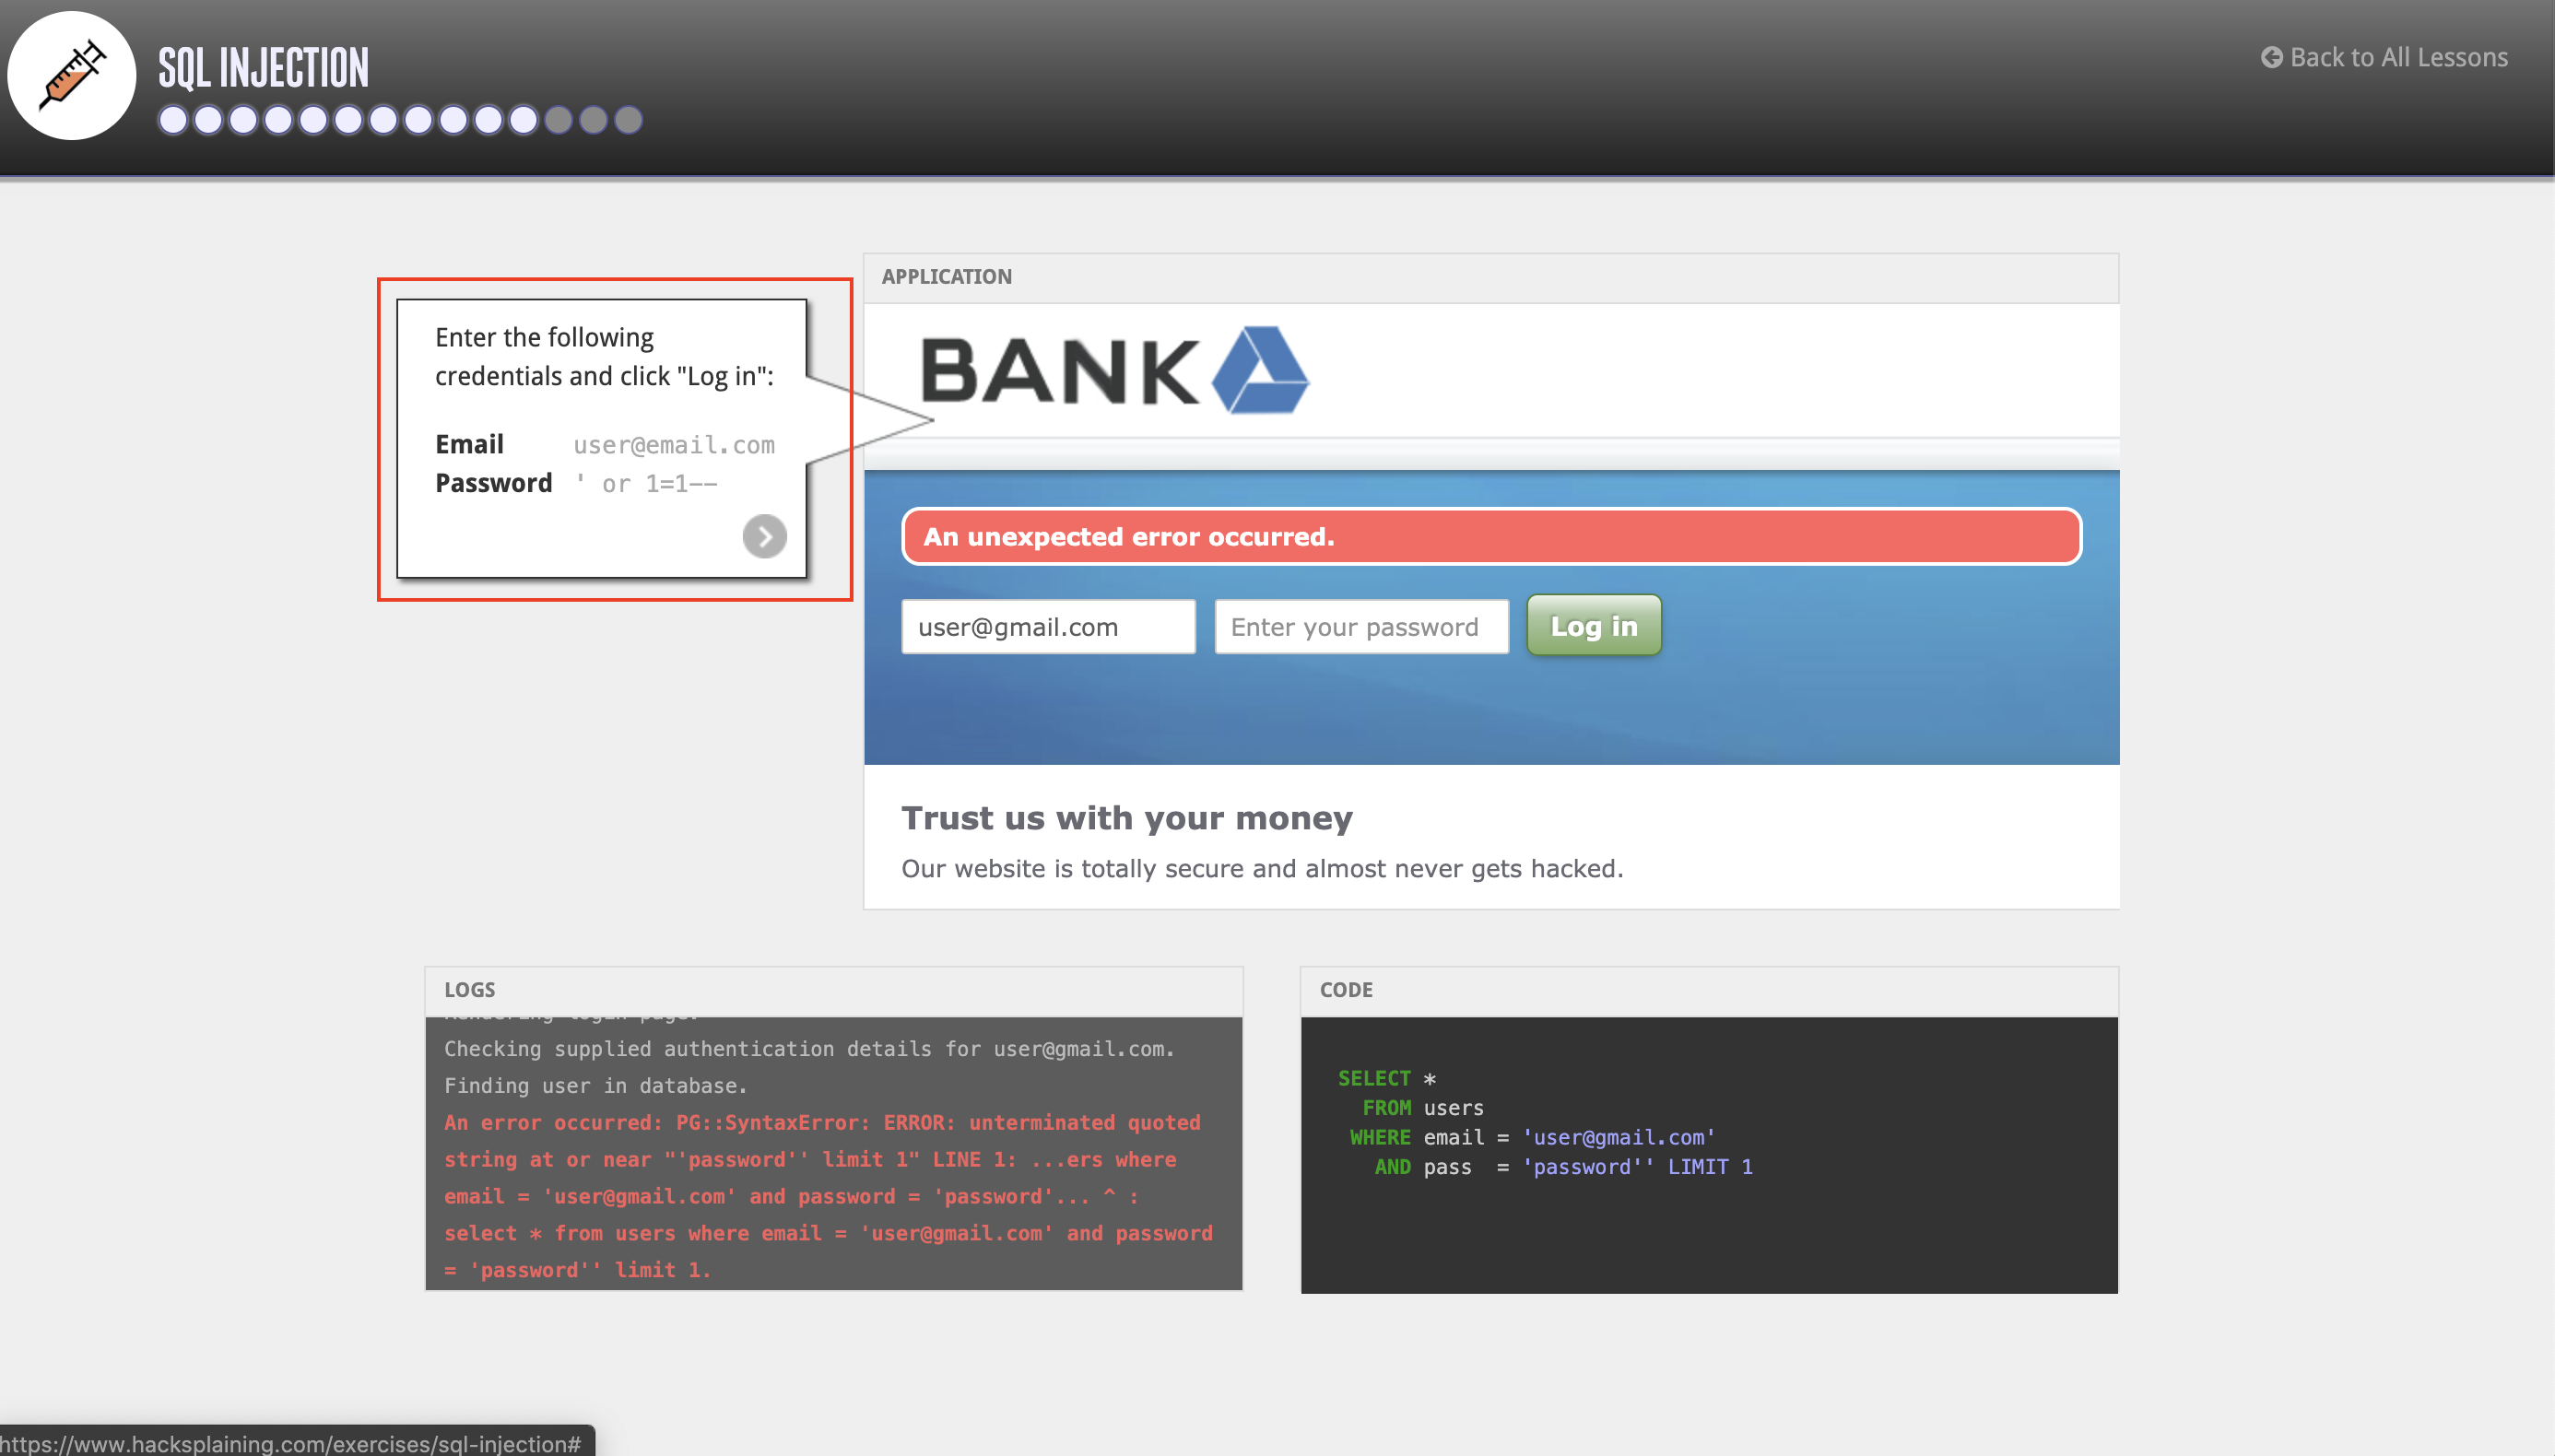 SQL INJECTION
Back to All Lessons
Enter the following
credentials and click "Log in":
Email user@email.com
Password ' or 1=1--
APPLICATION
BANK
An unexpected error occurred.
user@gmail.com Enter your password Log in
Trust us with your money
Our website is totally secure and almost never gets hacked.
LOGS
Rendering login page.
Checking supplied authentication details for user@gmail.com.
Finding user in database.
An error occurred: PG::SyntaxError: ERROR: unterminated quoted
string at or near "'password'' limit 1" LINE 1: ...ers where
email = 'user@gmail.com' and password = 'password'... ^ :
select * from users where email = 'user@gmail.com' and password
= 'password'' limit 1.
CODE
SELECT *
FROM users
WHERE email = 'user@gmail.com'
AND pass = 'password'' LIMIT 1
https://www.hacksplaining.com/exercises/sql-injection#